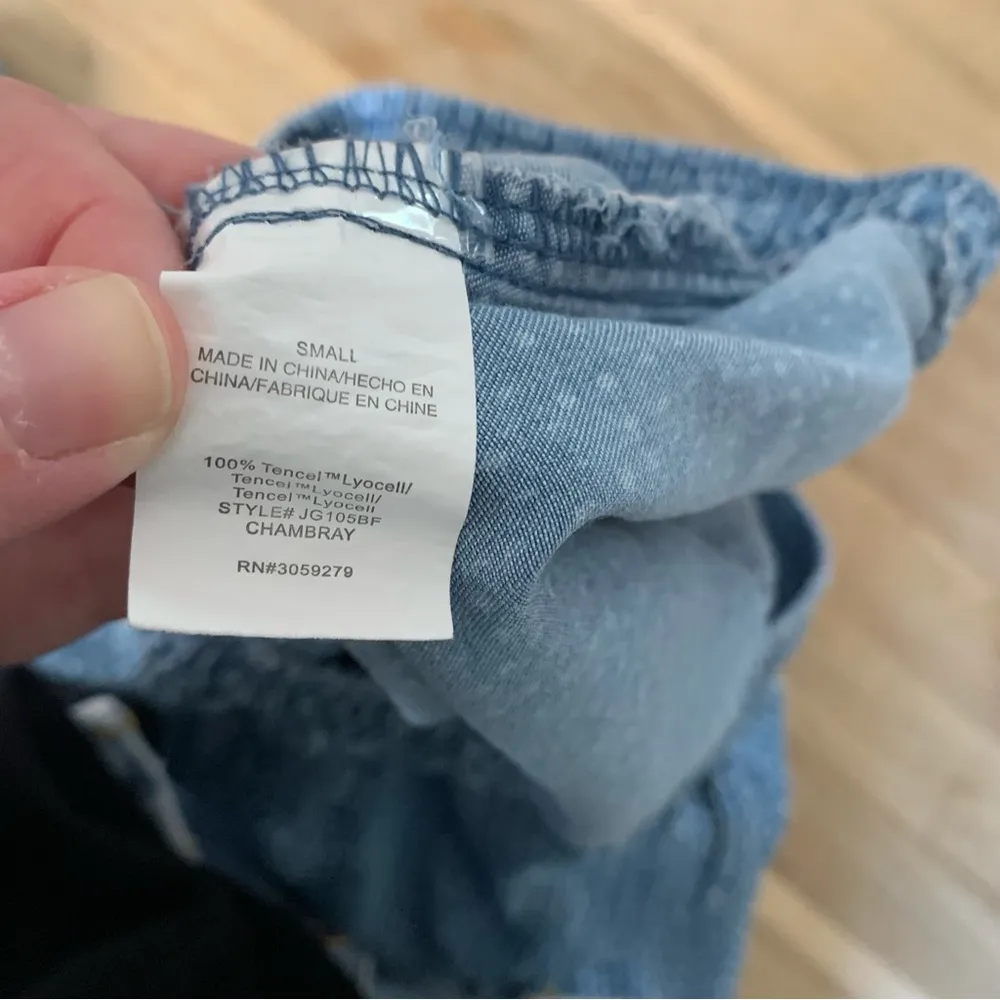 SMALL
MADE IN CHINA/HECHO EN
CHINA/FABRIQUE EN CHINE
100% Tencel™Lyocell/
Tencel™Lyocell/
Tencel™Lyocell
STYLE# JG105BF
CHAMBRAY
RN#3059279